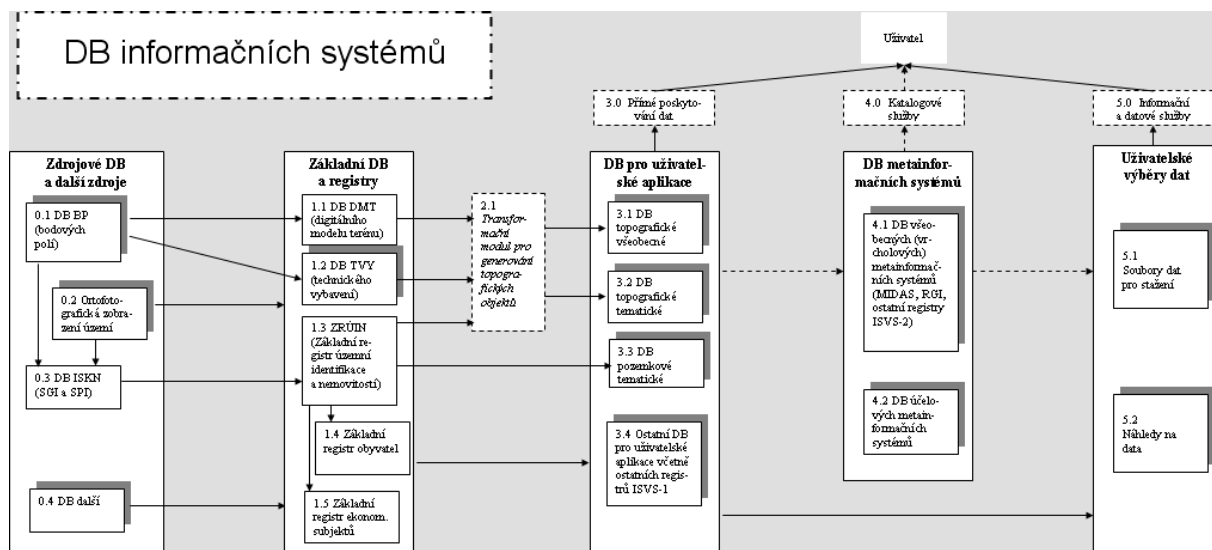 DB informačních systémů
Uživatel
3.0 Přímé poskyto-
vání dat
4.0 Katalogové
služby
5.0 Informační
a datové služby
Zdrojové DB
a další zdroje
0.1 DB BP
(bodových
polí)
0.2 Ortofoto-
grafická zobra-
zení území
0.3 DB ISKN
(SGI a SPI)
0.4 DB další
Základní DB
a registry
1.1 DB DMT
(digitálního
modelu terénu)
1.2 DB TVY
(technického
vybavení)
1.3 ZRÚIN
(Základní re-
gistr územní
identifikace
a nemovitostí)
1.4 Základní
registr obyvatel
1.5 Základní
registr ekonom.
subjektů
2.1
Transfor-
mační
modul pro
generování
topogra-
fických
objektů
DB pro uživatel-
ské aplikace
3.1 DB
topografické
všeobecné
3.2 DB
topografické
tematické
3.3 DB
pozemkové
tematické
3.4 Ostatní DB
pro uživatelské
aplikace včetně
ostatních regist-
rů ISVS-1
DB metainfor-
mačních systémů
4.1 DB všeo-
becných (vr-
cholových)
metainformač-
ních systémů
(MIDAS, RGI,
ostatní registry
ISVS-2)
4.2 DB účelo-
vých metain-
formačních
systémů
Uživatelské
výběry dat
5.1
Soubory dat
pro stažení
5.2
Náhledy na
data